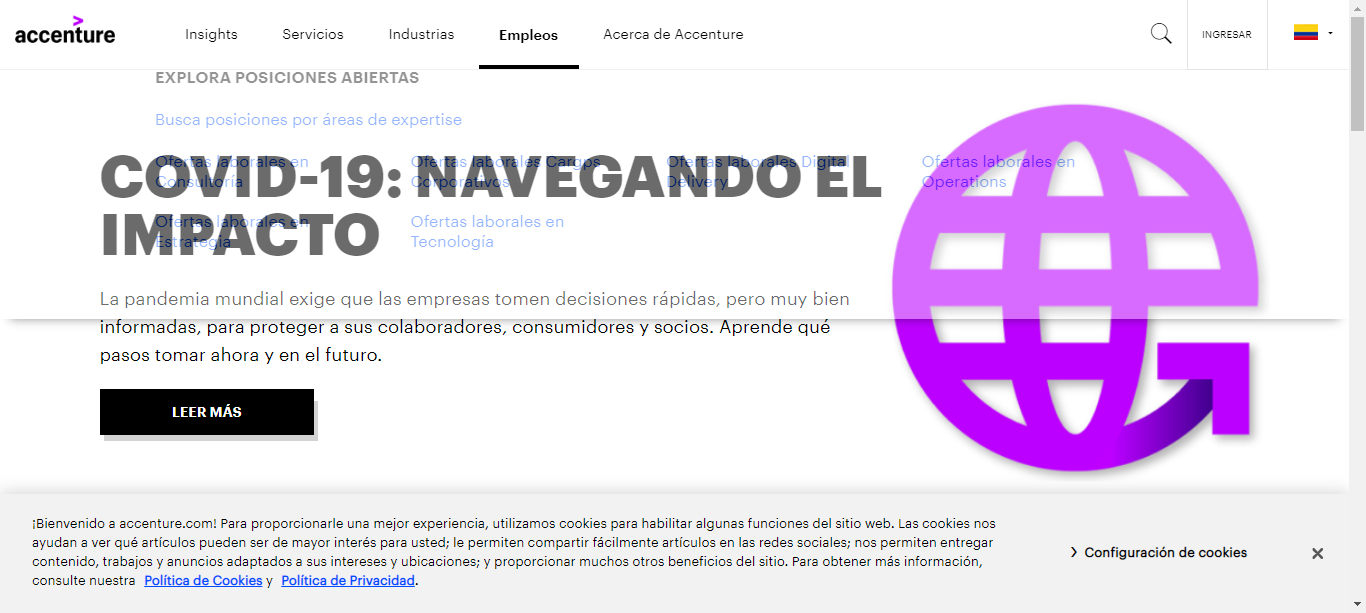 accenture
Insights
Servicios
Industrias
Empleos
Acerca de Accenture
INGRESAR
EXPLORA POSICIONES ABIERTAS
Busca posiciones por áreas de expertise
Ofertas laborales en
Consultoría
Ofertas laborales Cargos
Corporativos
Ofertas laborales Digital
Delivery
Ofertas laborales en
Operations
Ofertas laborales en
Estrategia
Ofertas laborales en
Tecnología
COVID-19: NAVEGANDO EL
IMPACTO
La pandemia mundial exige que las empresas tomen decisiones rápidas, pero muy bien
informadas, para proteger a sus colaboradores, consumidores y socios. Aprende qué
pasos tomar ahora y en el futuro.
LEER MÁS
¡Bienvenido a accenture.com! Para proporcionarle una mejor experiencia, utilizamos cookies para habilitar algunas funciones del sitio web. Las cookies nos
ayudan a ver qué artículos pueden ser de mayor interés para usted; le permiten compartir fácilmente artículos en las redes sociales; nos permiten entregar
contenido, trabajos y anuncios adaptados a sus intereses y ubicaciones; y proporcionar muchos otros beneficios del sitio. Para obtener más información,
consulte nuestra Política de Cookies y Política de Privacidad.
Configuración de cookies